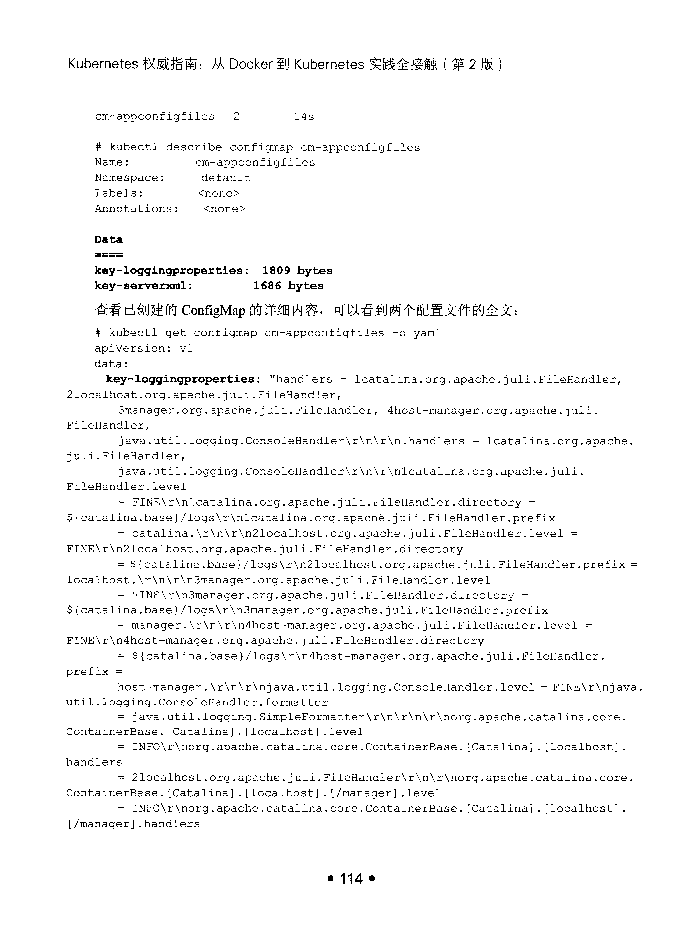 Kubernetes 权威指南：从 Docker 到 Kubernetes 实践全接触（第 2 版）
cm-appconfigfiles 2 14s
# kubectl describe configmap cm-appconfigfiles
Name: cm-appconfigfiles
Namespace: default
Labels: <none>
Annotations: <none>
Data
====
key-loggingproperties: 1809 bytes
key-serverxml: 1686 bytes
查看已创建的 ConfigMap 的详细内容，可以看到两个配置文件的全文：
# kubectl get configmap cm-appconfigfiles -o yaml
apiVersion: v1
data:
key-loggingproperties: "handlers = 1catalina.org.apache.juli.FileHandler,
2localhost.org.apache.juli.FileHandler,
3manager.org.apache.juli.FileHandler, 4host-manager.org.apache.juli.
FileHandler,
java.util.logging.ConsoleHandler\r\n\r\n.handlers = 1catalina.org.apache.
juli.FileHandler,
java.util.logging.ConsoleHandler\r\n\r\n1catalina.org.apache.juli.
FileHandler.level
= FINE\r\n1catalina.org.apache.juli.FileHandler.directory =
${catalina.base}/logs\r\n1catalina.org.apache.juli.FileHandler.prefix
= catalina.\r\n\r\n2localhost.org.apache.juli.FileHandler.level =
FINE\r\n2localhost.org.apache.juli.FileHandler.directory
= ${catalina.base}/logs\r\n2localhost.org.apache.juli.FileHandler.prefix =
localhost.\r\n\r\n3manager.org.apache.juli.FileHandler.level
= FINE\r\n3manager.org.apache.juli.FileHandler.directory =
${catalina.base}/logs\r\n3manager.org.apache.juli.FileHandler.prefix
= manager.\r\n\r\n4host-manager.org.apache.juli.FileHandler.level =
FINE\r\n4host-manager.org.apache.juli.FileHandler.directory
= ${catalina.base}/logs\r\n4host-manager.org.apache.juli.FileHandler.
prefix =
host-manager.\r\n\r\njava.util.logging.ConsoleHandler.level = FINE\r\njava.
util.logging.ConsoleHandler.formatter
= java.util.logging.SimpleFormatter\r\n\r\n\r\norg.apache.catalina.core.
ContainerBase.[Catalina].[localhost].level
= INFO\r\norg.apache.catalina.core.ContainerBase.[Catalina].[localhost].
handlers
= 2localhost.org.apache.juli.FileHandler\r\n\r\norg.apache.catalina.core.
ContainerBase.[Catalina].[localhost].[/manager].level
= INFO\r\norg.apache.catalina.core.ContainerBase.[Catalina].[localhost].
[/manager].handlers
• 114 •